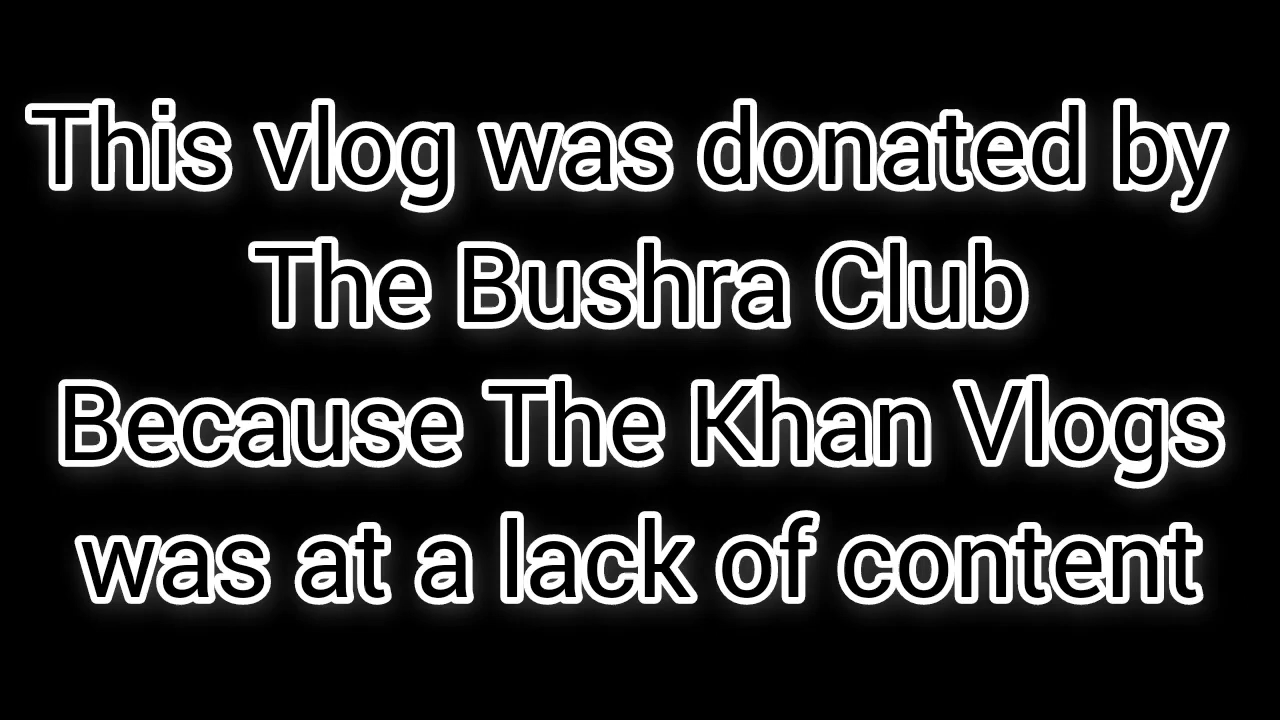 This vlog was donated by
The Bushra Club
Because The Khan Vlogs
was at a lack of content